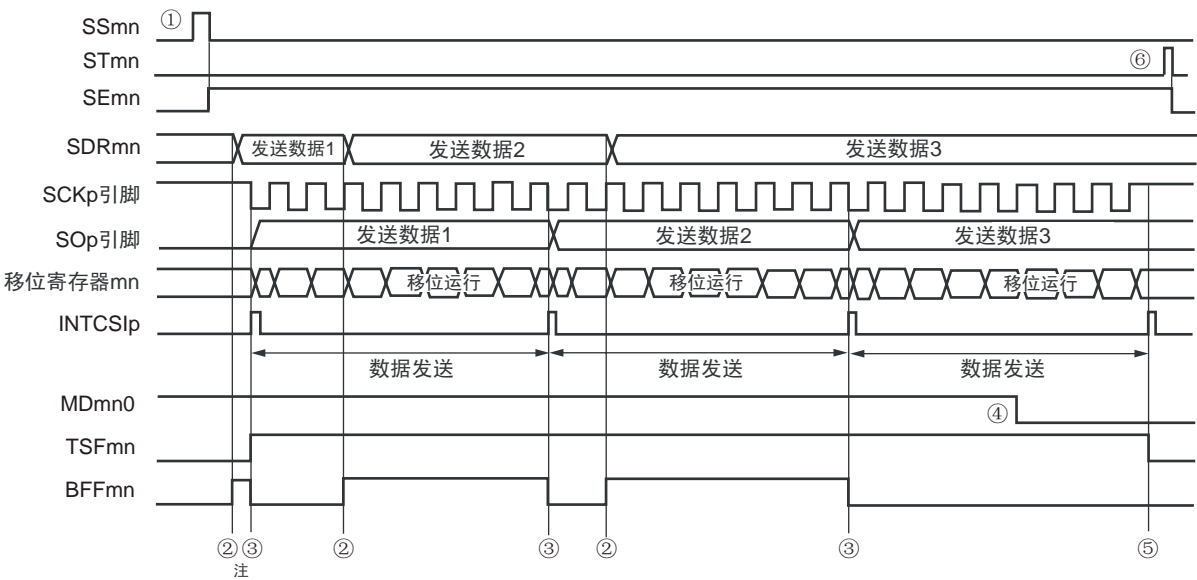 SSmn ①
STmn ⑥
SEmn
SDRmn 发送数据1 发送数据2 发送数据3
SCKp引脚
SOp引脚 发送数据1 发送数据2 发送数据3
移位寄存器mn 移位运行 移位运行 移位运行
INTCSIp
数据发送 数据发送 数据发送
MDmn0 ④
TSFmn
BFFmn
② ③ ② ③ ② ③ ⑤
注